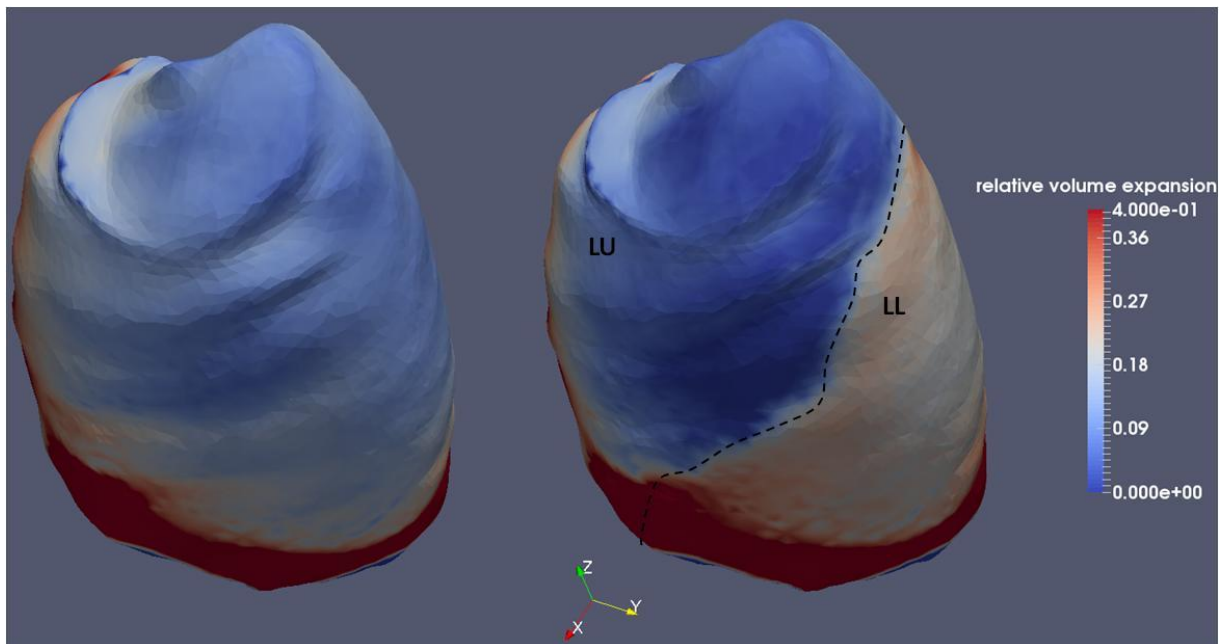 relative volume expansion
4.000e-01
0.36
LU
0.27
LL
0.18
0.09
0.000e+00
Z
Y
X